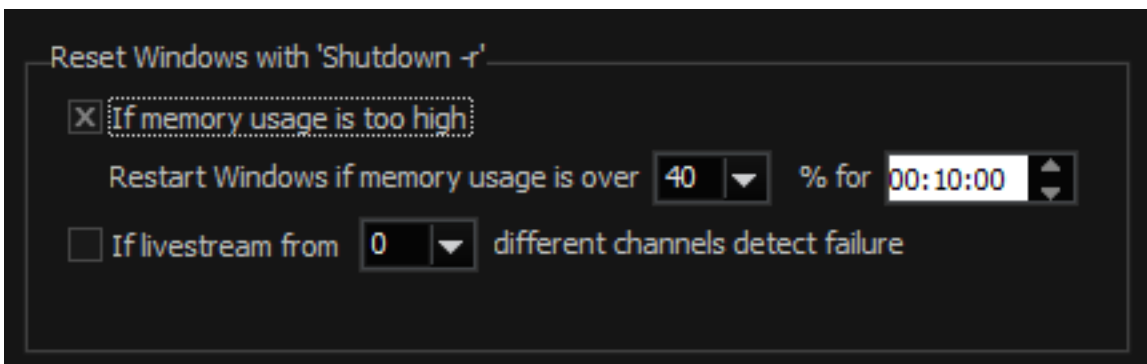 Reset Windows with 'Shutdown -r'
If memory usage is too high
Restart Windows if memory usage is over 40 % for 00:10:00
If livestream from 0 different channels detect failure